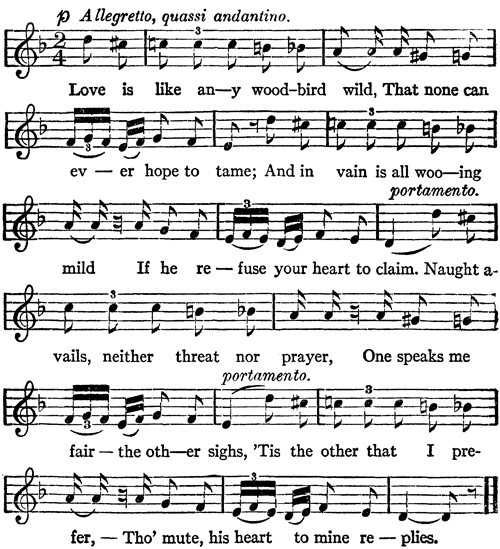 p Allegretto, quassi andantino.
2 4 3
Love is like an—y wood-bird wild, That none can
3 3
ev — er hope to tame; And in vain is all woo—ing
portamento.
3
mild If he re — fuse your heart to claim. Naught a-
3
vails, neither threat nor prayer, One speaks me
portamento.
3 3
fair — the oth—er sighs, 'Tis the other that I pre-
3
fer, — Tho' mute, his heart to mine re — plies.